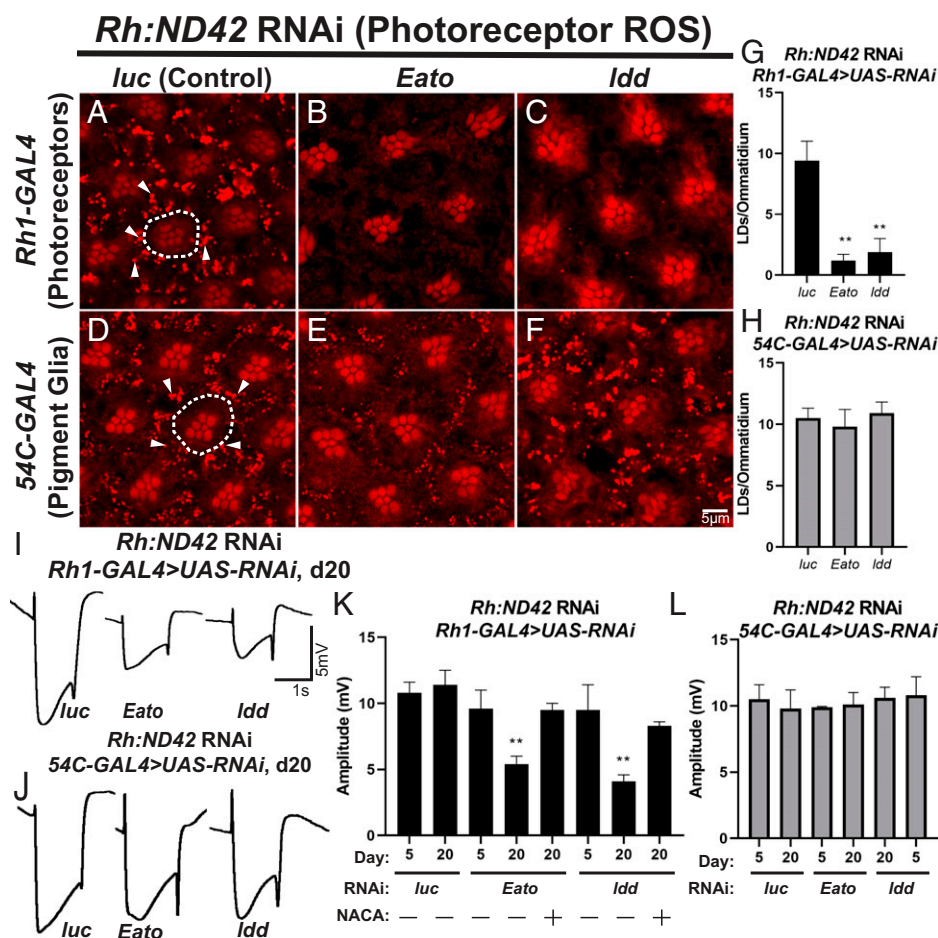 Rh:ND42 RNAi (Photoreceptor ROS)
luc (Control)
Eato
Idd
Rh1-GAL4
(Photoreceptors)
A
B
C
54C-GAL4
(Pigment Glia)
D
E
F
5µm
G
Rh:ND42 RNAi
Rh1-GAL4>UAS-RNAi
LDs/Ommatidium
15
10
5
0
**
**
luc
Eato
Idd
H
Rh:ND42 RNAi
54C-GAL4>UAS-RNAi
LDs/Ommatidium
15
10
5
0
luc
Eato
Idd
I
Rh:ND42 RNAi
Rh1-GAL4>UAS-RNAi, d20
luc
Eato
Idd
5mV
1s
J
Rh:ND42 RNAi
54C-GAL4>UAS-RNAi, d20
luc
Eato
Idd
K
Rh:ND42 RNAi
Rh1-GAL4>UAS-RNAi
Amplitude (mV)
15
10
5
0
**
**
Day: 5 20 5 20 20 5 20 20
RNAi: luc Eato Idd
NACA: — — — — + — — +
L
Rh:ND42 RNAi
54C-GAL4>UAS-RNAi
Amplitude (mV)
15
10
5
0
Day: 5 20 5 20 20 5
RNAi: luc Eato Idd